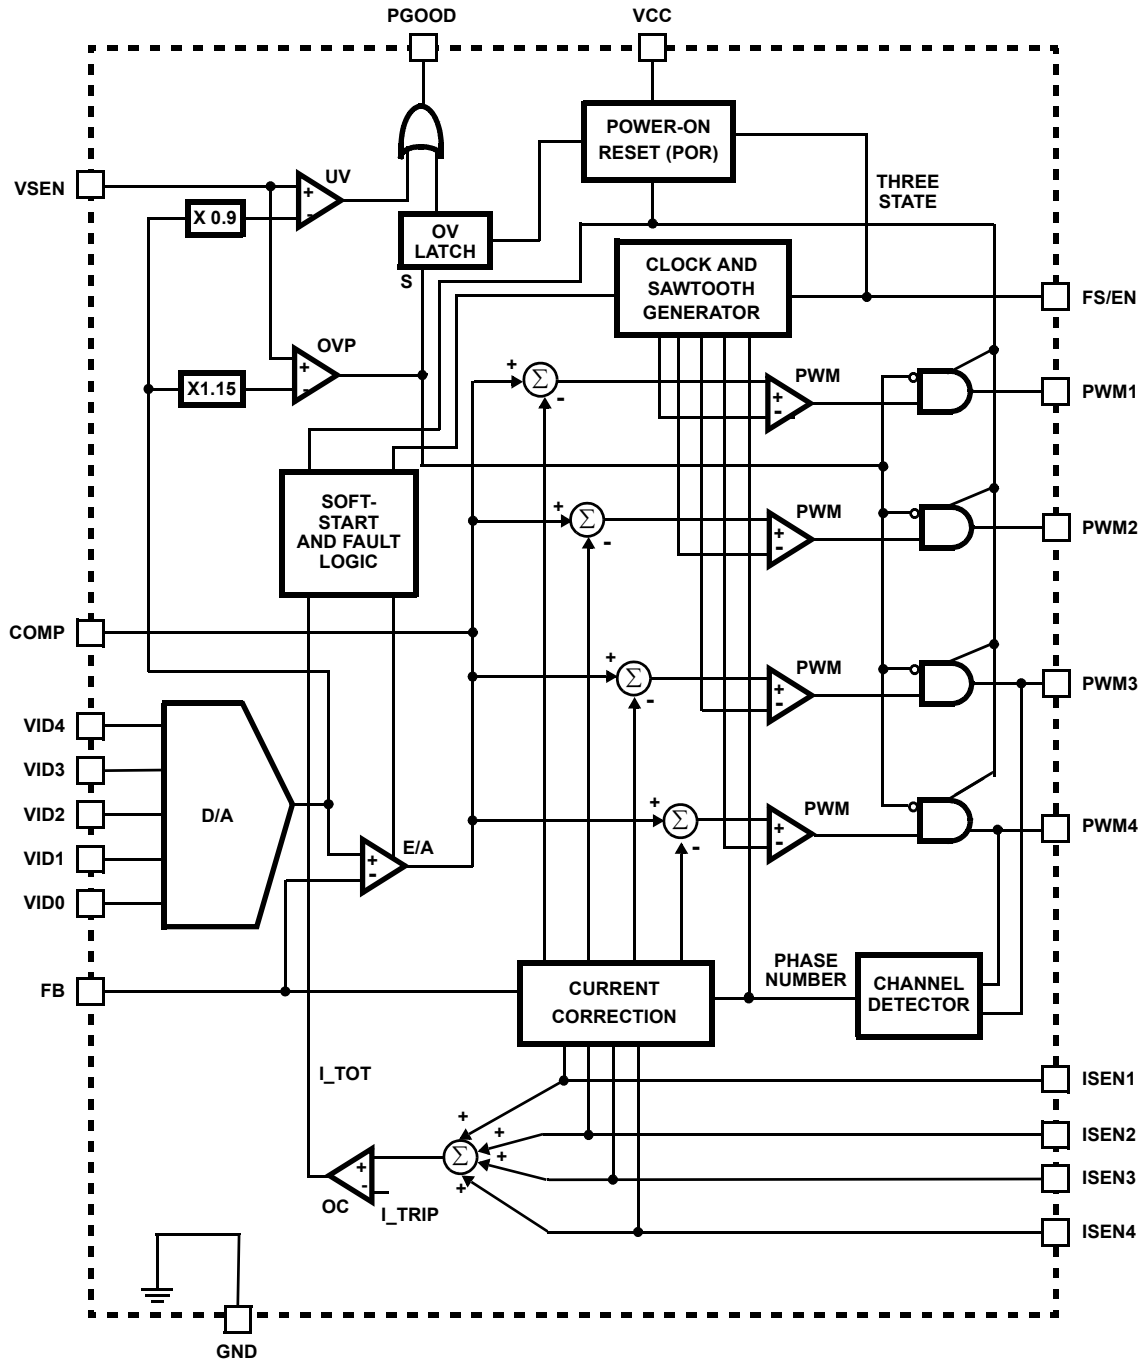 PGOOD
VCC
POWER-ON
RESET (POR)
VSEN
+
UV
-
X 0.9
THREE
STATE
OV
LATCH
S
CLOCK AND
SAWTOOTH
GENERATOR
FS/EN
OVP
+
-
X1.15
+
Σ
-
PWM
+
-
PWM1
SOFT-
START
AND FAULT
LOGIC
+
Σ
-
PWM
+
-
PWM2
COMP
+
Σ
-
PWM
+
-
PWM3
VID4
VID3
VID2
VID1
VID0
D/A
+
Σ
-
PWM
+
-
PWM4
E/A
+
-
FB
CURRENT
CORRECTION
PHASE
NUMBER
CHANNEL
DETECTOR
I_TOT
ISEN1
+
+
Σ
+
+
ISEN2
ISEN3
ISEN4
+
-
OC
I_TRIP
GND